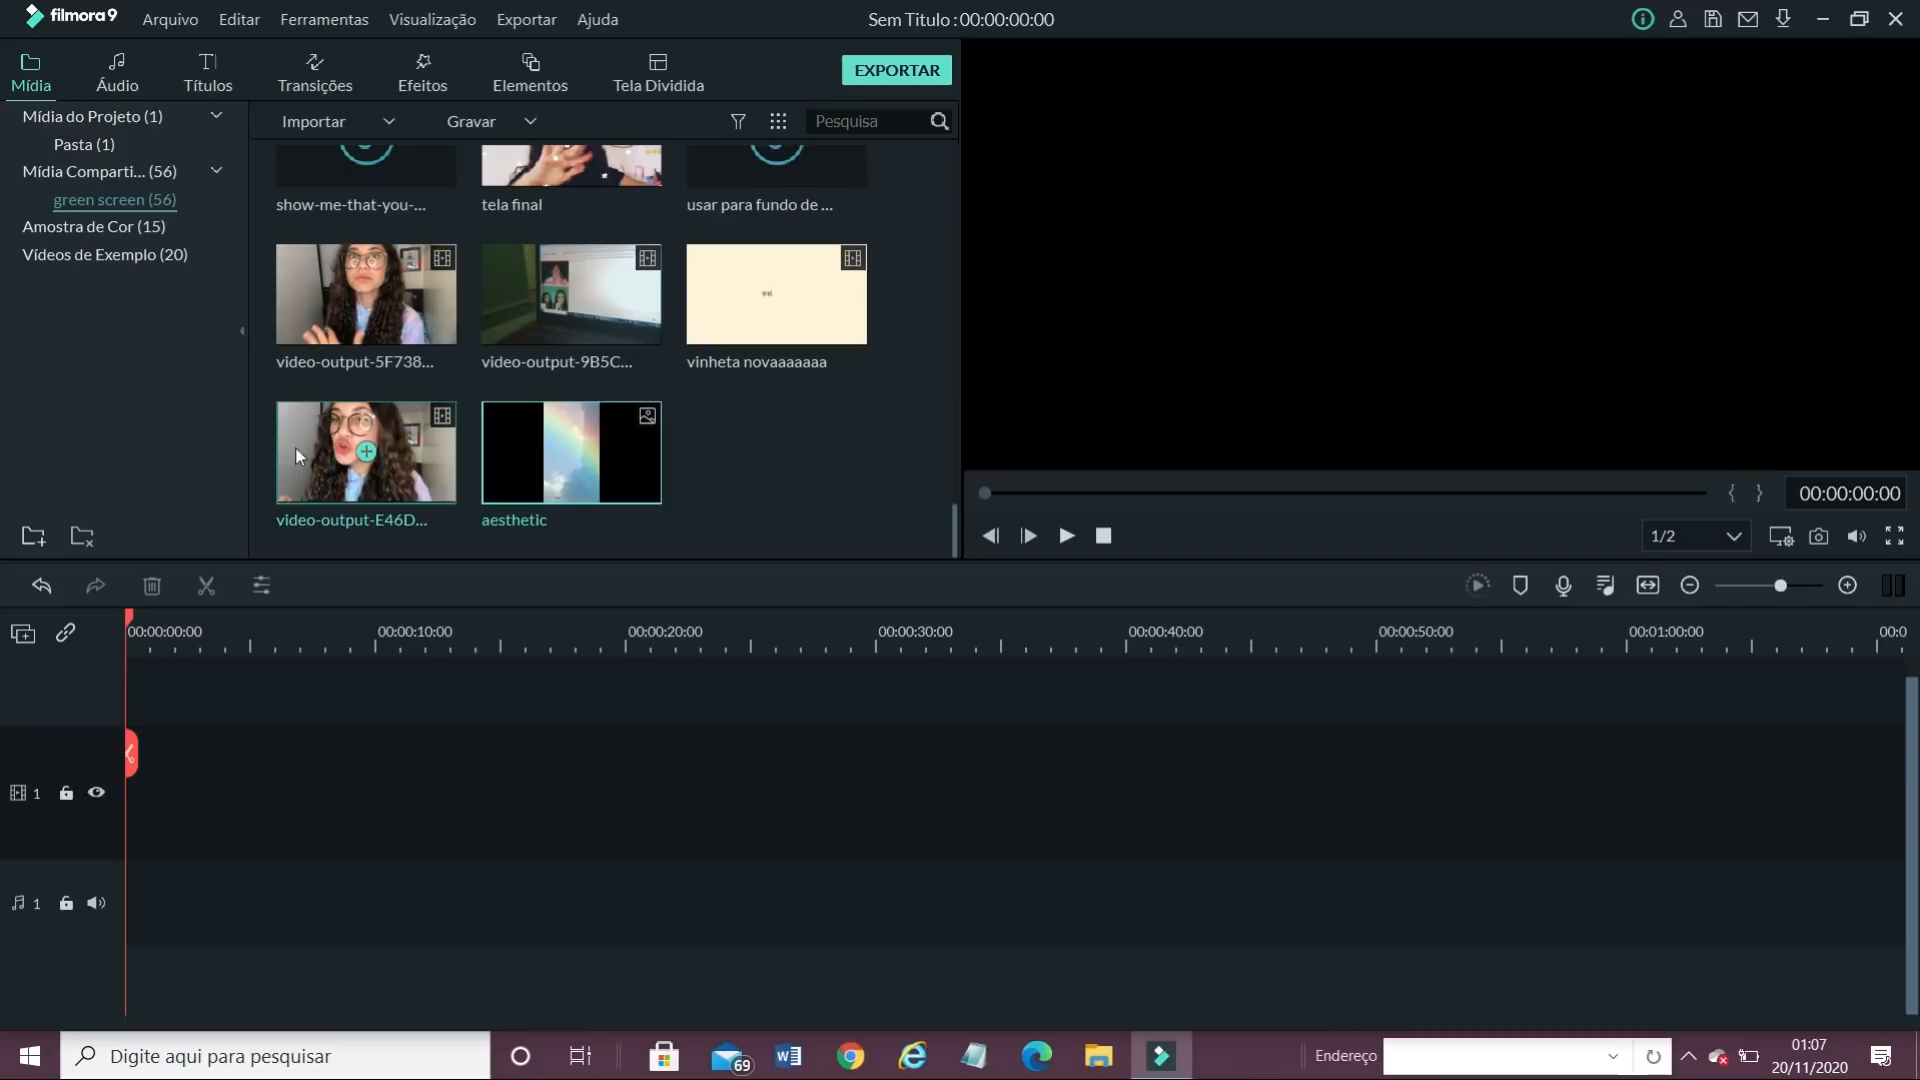 filmora9 Arquivo Editar Ferramentas Visualização Exportar Ajuda Sem Titulo : 00:00:00:00
Mídia Áudio Títulos Transições Efeitos Elementos Tela Dividida EXPORTAR
Mídia do Projeto (1)
Pasta (1)
Mídia Comparti... (56)
green screen (56)
Amostra de Cor (15)
Vídeos de Exemplo (20)
Importar Gravar Pesquisa
show-me-that-you-... tela final usar para fundo de ...
video-output-5F738... video-output-9B5C... vinheta novaaaaaaa
video-output-E46D... aesthetic
{ } 00:00:00:00
1/2
00:00:00:00 00:00:10:00 00:00:20:00 00:00:30:00 00:00:40:00 00:00:50:00 00:01:00:00 00:0
1
1
Digite aqui para pesquisar 69 Endereço 01:07
20/11/2020